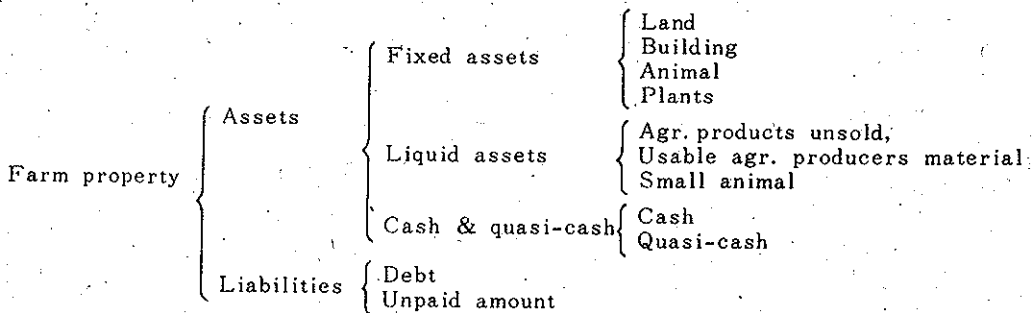 Land
Building
Fixed assets
Animal
Plants
Assets
Agr. products unsold,
Liquid assets
Usable agr. producers material
Farm property
Small animal
Cash & quasi-cash
Cash
Quasi-cash
Liabilities
Debt
Unpaid amount